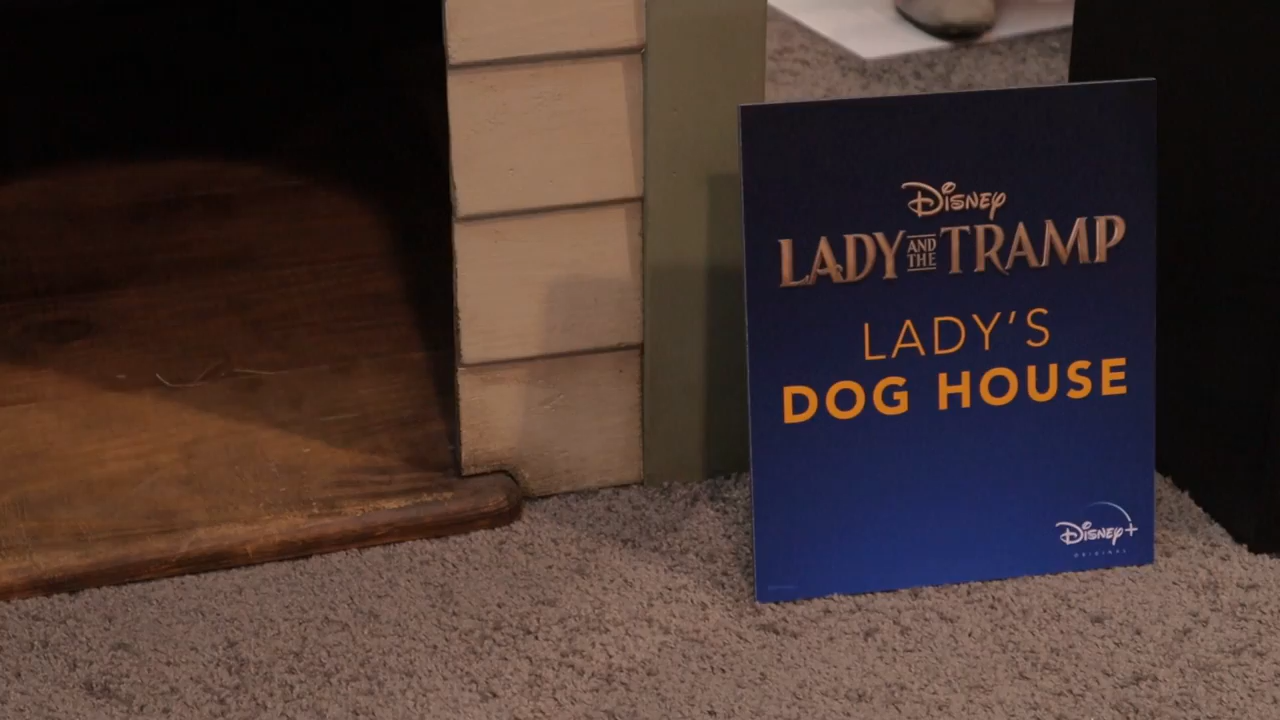 Disney
LADY AND THE TRAMP
LADY'S
DOG HOUSE
Disney+
ORIGINAL